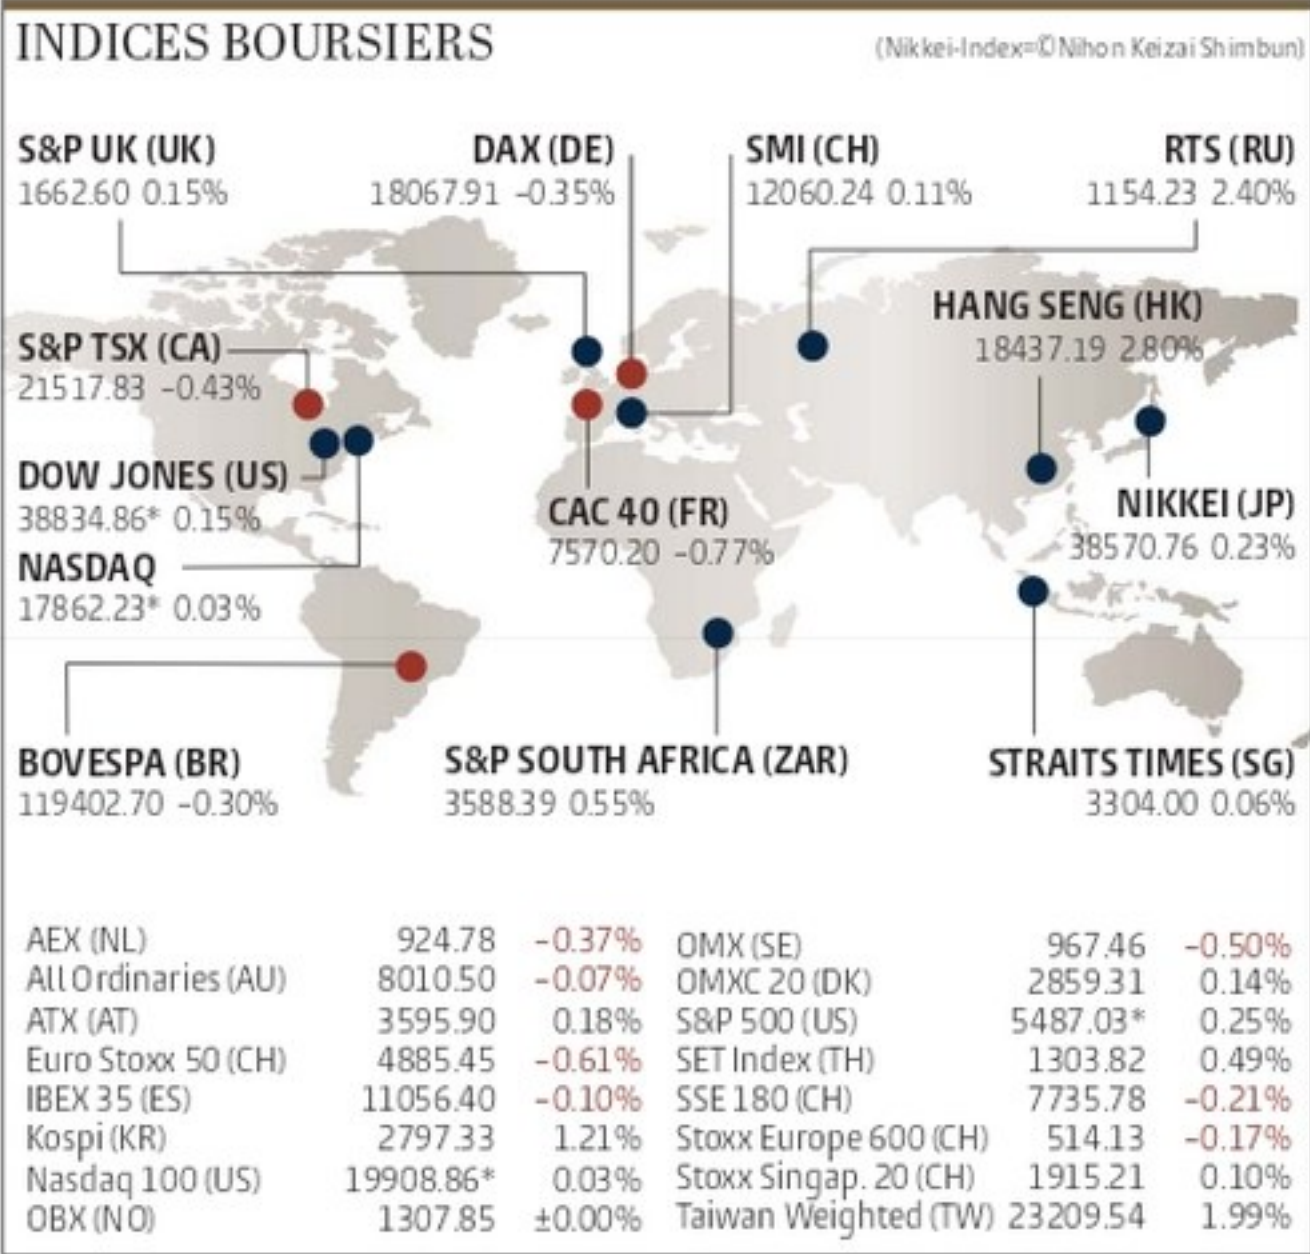 INDICES BOURSIERS
(Nikkei-Index=©Nihon Keizai Shimbun)
S&P UK (UK)
1662.60 0.15%
DAX (DE)
18067.91 -0.35%
SMI (CH)
12060.24 0.11%
RTS (RU)
1154.23 2.40%
HANG SENG (HK)
18437.19 2.80%
S&P TSX (CA)
21517.83 -0.43%
DOW JONES (US)
38834.86* 0.15%
CAC 40 (FR)
7570.20 -0.77%
NIKKEI (JP)
38570.76 0.23%
NASDAQ
17862.23* 0.03%
BOVESPA (BR)
119402.70 -0.30%
S&P SOUTH AFRICA (ZAR)
3588.39 0.55%
STRAITS TIMES (SG)
3304.00 0.06%
AEX (NL) 924.78 -0.37%
All Ordinaries (AU) 8010.50 -0.07%
ATX (AT) 3595.90 0.18%
Euro Stoxx 50 (CH) 4885.45 -0.61%
IBEX 35 (ES) 11056.40 -0.10%
Kospi (KR) 2797.33 1.21%
Nasdaq 100 (US) 19908.86* 0.03%
OBX (NO) 1307.85 ±0.00%
OMX (SE) 967.46 -0.50%
OMXC 20 (DK) 2859.31 0.14%
S&P 500 (US) 5487.03* 0.25%
SET Index (TH) 1303.82 0.49%
SSE 180 (CH) 7735.78 -0.21%
Stoxx Europe 600 (CH) 514.13 -0.17%
Stoxx Singap. 20 (CH) 1915.21 0.10%
Taiwan Weighted (TW) 23209.54 1.99%